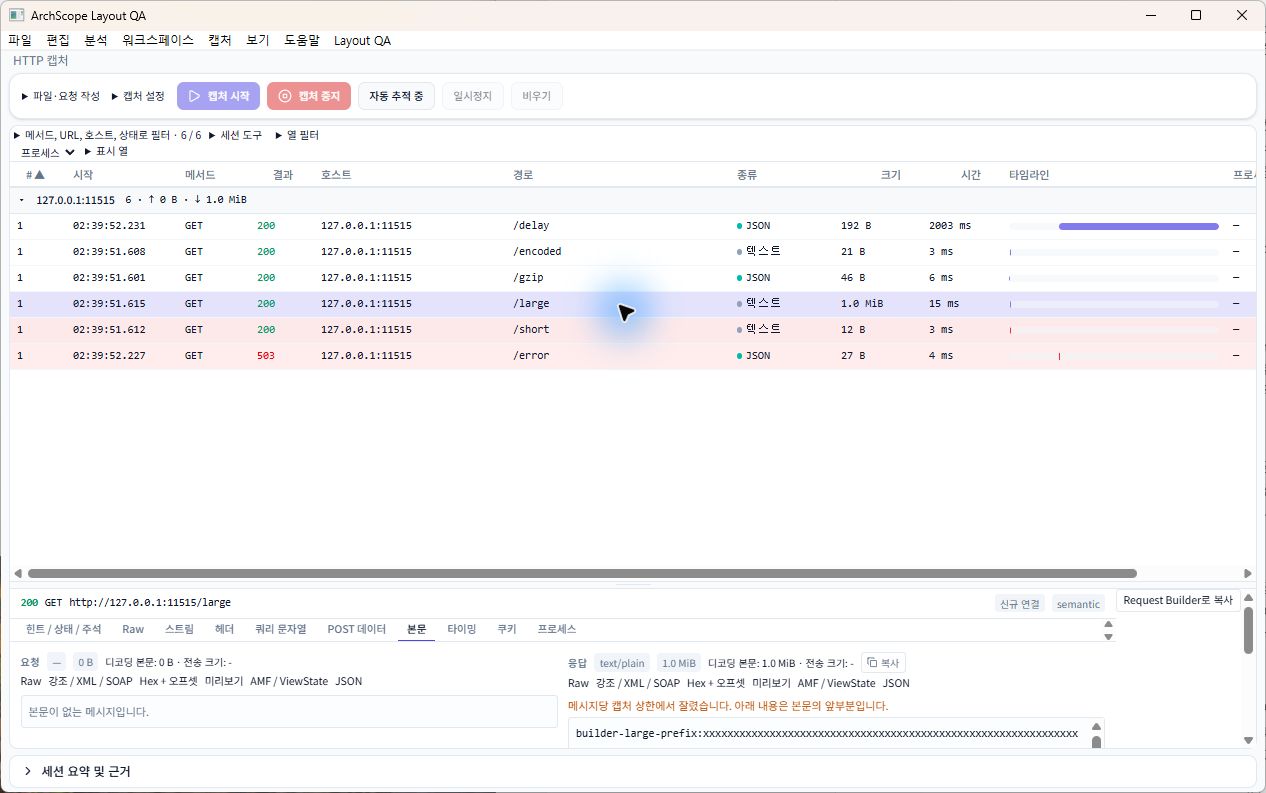 ArchScope Layout QA
파일 편집 분석 워크스페이스 캡처 보기 도움말 Layout QA
HTTP 캡처
▶ 파일·요청 작성 ▶ 캡처 설정 캡처 시작 캡처 중지 자동 추적 중 일시정지 비우기
▶ 메서드, URL, 호스트, 상태로 필터 · 6 / 6 ▶ 세션 도구 ▶ 열 필터
프로세스 ▶ 표시 열
# ▲ 시작 메서드 결과 호스트 경로 종류 크기 시간 타임라인
127.0.0.1:11515 6 · ↑ 0 B · ↓ 1.0 MiB
1 02:39:52.231 GET 200 127.0.0.1:11515 /delay JSON 192 B 2003 ms —
1 02:39:51.608 GET 200 127.0.0.1:11515 /encoded 텍스트 21 B 3 ms —
1 02:39:51.601 GET 200 127.0.0.1:11515 /gzip JSON 46 B 6 ms —
1 02:39:51.615 GET 200 127.0.0.1:11515 /large 텍스트 1.0 MiB 15 ms —
1 02:39:51.612 GET 200 127.0.0.1:11515 /short 텍스트 12 B 3 ms —
1 02:39:52.227 GET 503 127.0.0.1:11515 /error JSON 27 B 4 ms —
200 GET http://127.0.0.1:11515/large 신규 연결 semantic Request Builder로 복사
힌트 / 상태 / 주석 Raw 스트림 헤더 쿼리 문자열 POST 데이터 본문 타이밍 쿠키 프로세스
요청 — 0 B 디코딩 본문: 0 B · 전송 크기: -
Raw 강조 / XML / SOAP Hex + 오프셋 미리보기 AMF / ViewState JSON
본문이 없는 메시지입니다.
응답 text/plain 1.0 MiB 디코딩 본문: 1.0 MiB · 전송 크기: - 복사
Raw 강조 / XML / SOAP Hex + 오프셋 미리보기 AMF / ViewState JSON
메시지당 캡처 상한에서 잘렸습니다. 아래 내용은 본문의 앞부분입니다.
builder-large-prefix:xxxxxxxxxxxxxxxxxxxxxxxxxxxxxxxxxxxxxxxxxxxxxxxxxxxxxxxxxxxxxx
세션 요약 및 근거